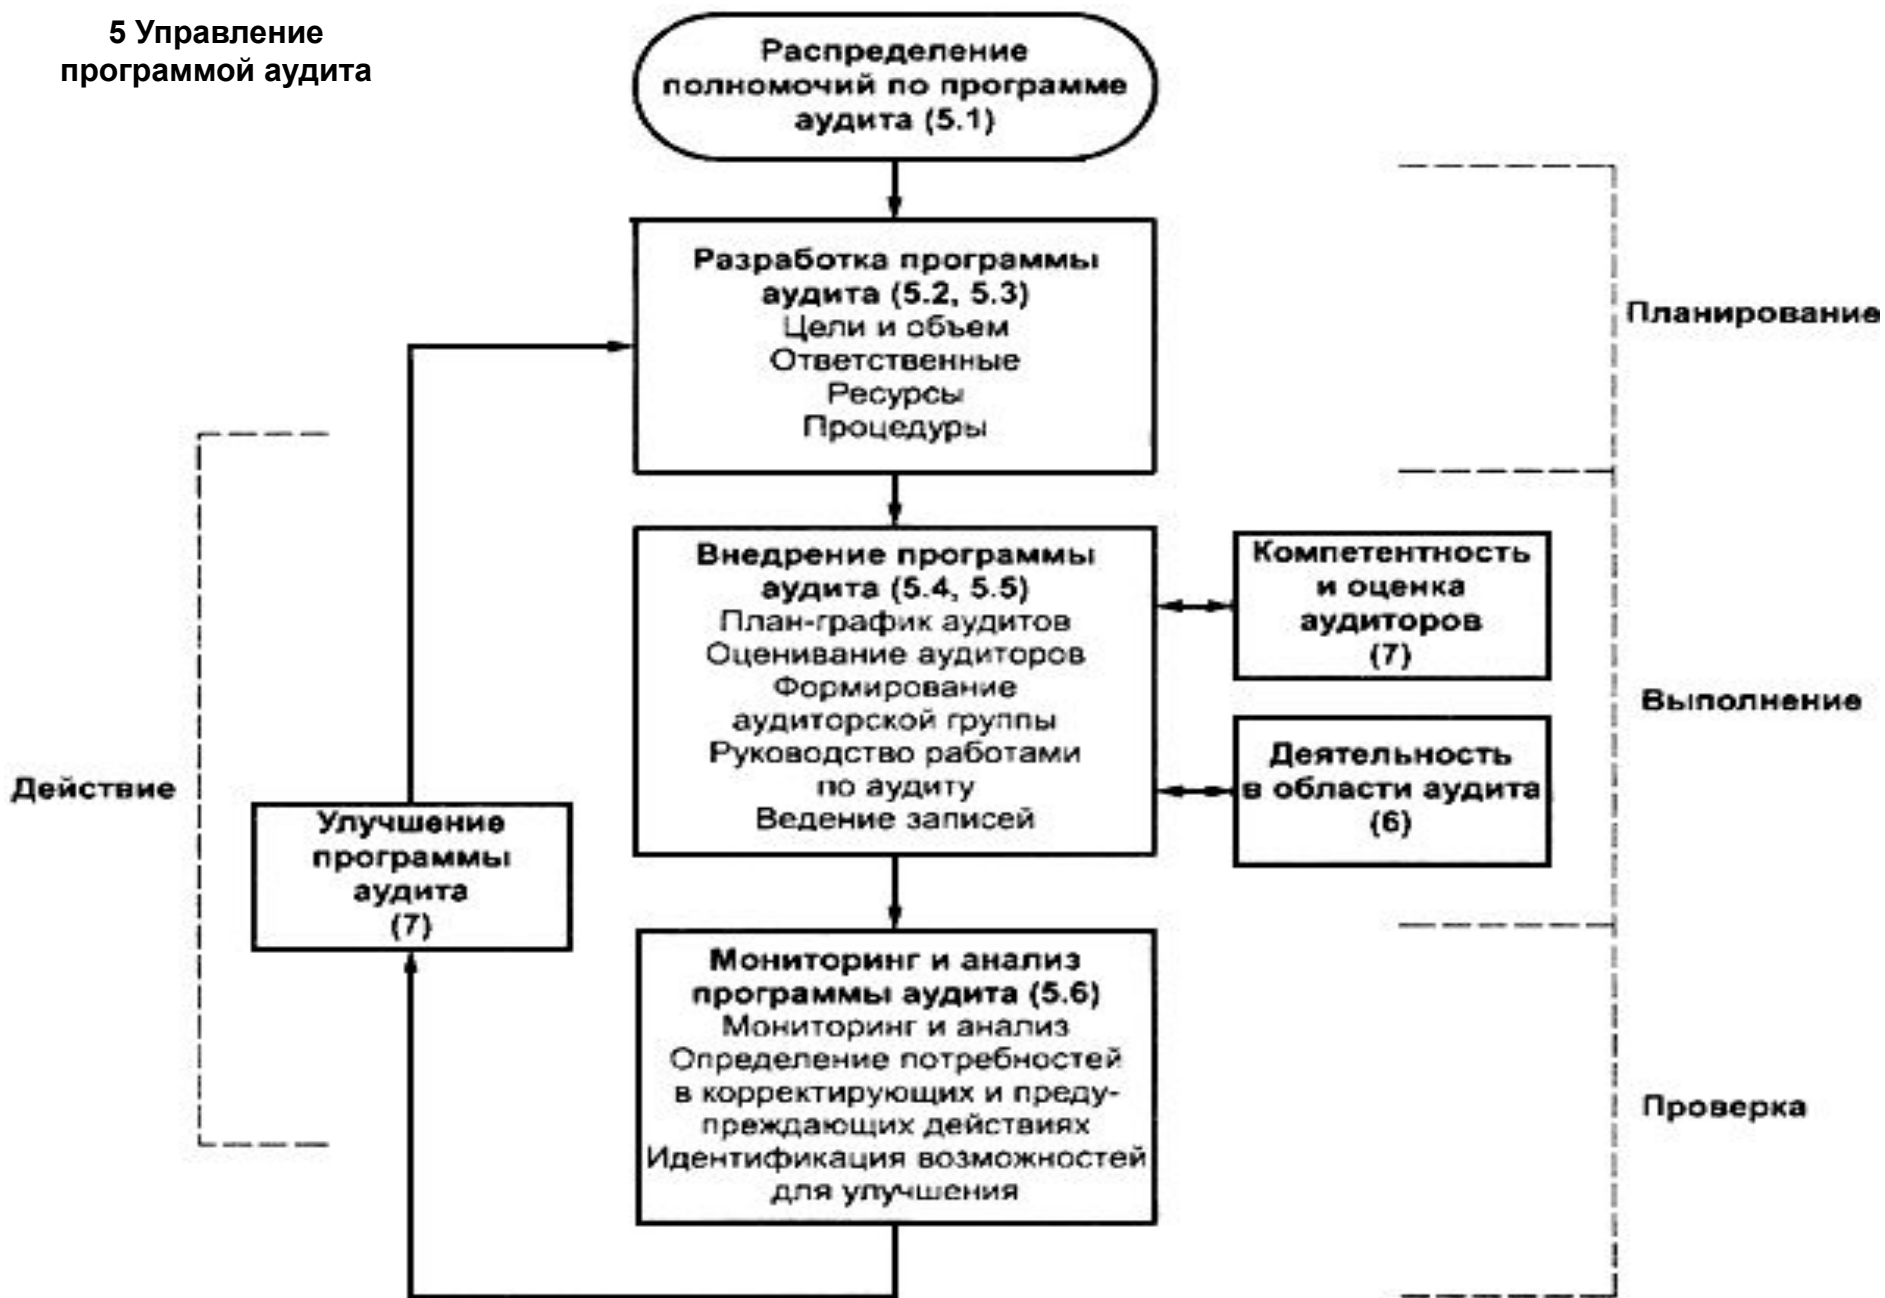 5 Управление
программой аудита
Распределение
полномочий по программе
аудита (5.1)
Разработка программы
аудита (5.2, 5.3)
Цели и объем
Ответственные
Ресурсы
Процедуры
Планирование
Внедрение программы
аудита (5.4, 5.5)
План-график аудитов
Оценивание аудиторов
Формирование
аудиторской группы
Руководство работами
по аудиту
Ведение записей
Компетентность
и оценка
аудиторов
(7)
Деятельность
в области аудита
(6)
Выполнение
Действие
Улучшение
программы
аудита
(7)
Мониторинг и анализ
программы аудита (5.6)
Мониторинг и анализ
Определение потребностей
в корректирующих и преду-
преждающих действиях
Идентификация возможностей
для улучшения
Проверка